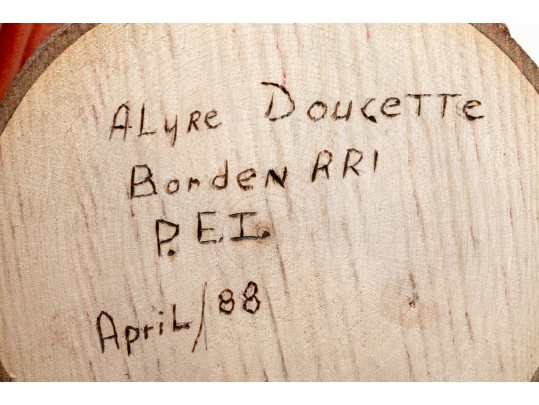 ALyRe DoucETTe
BordeN RR1
P.E.I.
ApriL/88